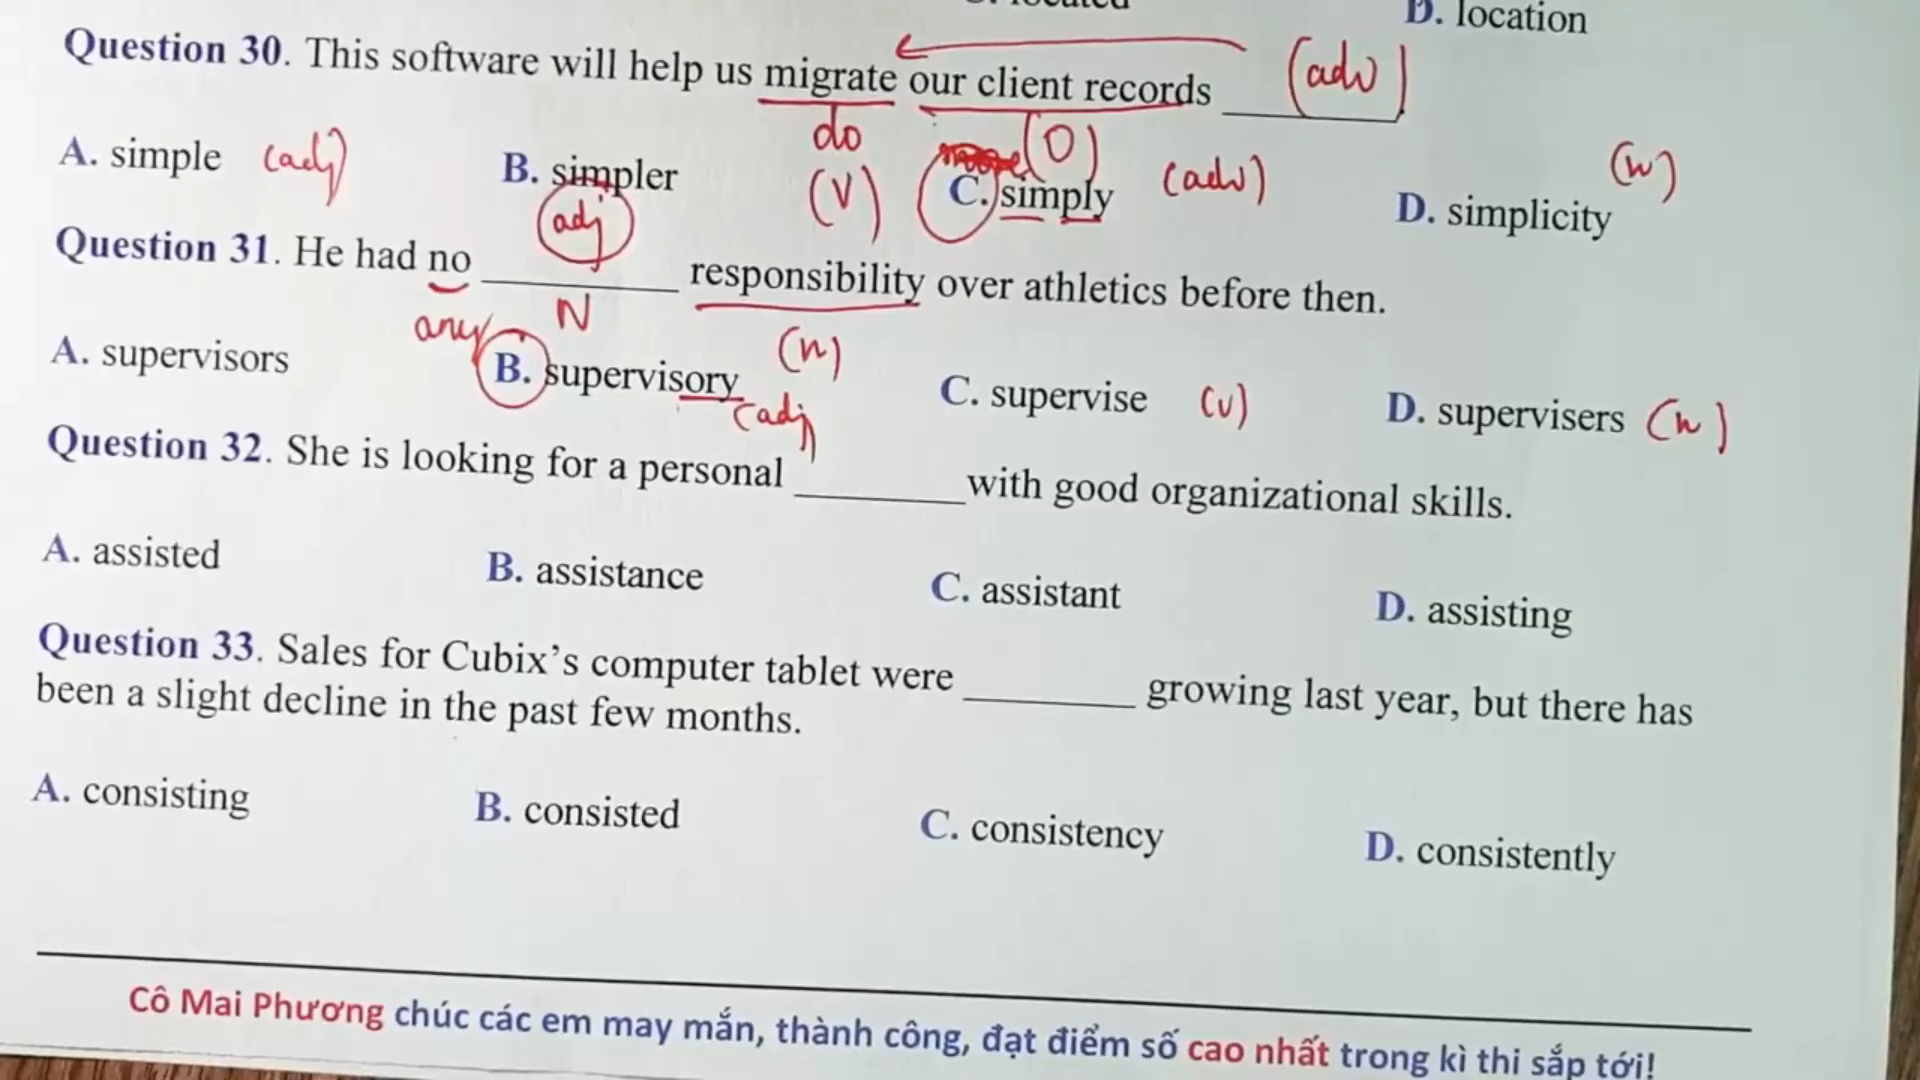 D. location
Question 30. This software will help us migrate our client records ________ (adv)
do (O)
A. simple (adj) B. simpler (V) C. simply (adv) D. simplicity (n)
adj
Question 31. He had no ________ responsibility over athletics before then.
any N (n)
A. supervisors B. supervisory (adj) C. supervise (v) D. supervisers (n)
Question 32. She is looking for a personal ________ with good organizational skills.
A. assisted B. assistance C. assistant D. assisting
Question 33. Sales for Cubix’s computer tablet were ________ growing last year, but there has
been a slight decline in the past few months.
A. consisting B. consisted C. consistency D. consistently
Cô Mai Phương chúc các em may mắn, thành công, đạt điểm số cao nhất trong kì thi sắp tới!